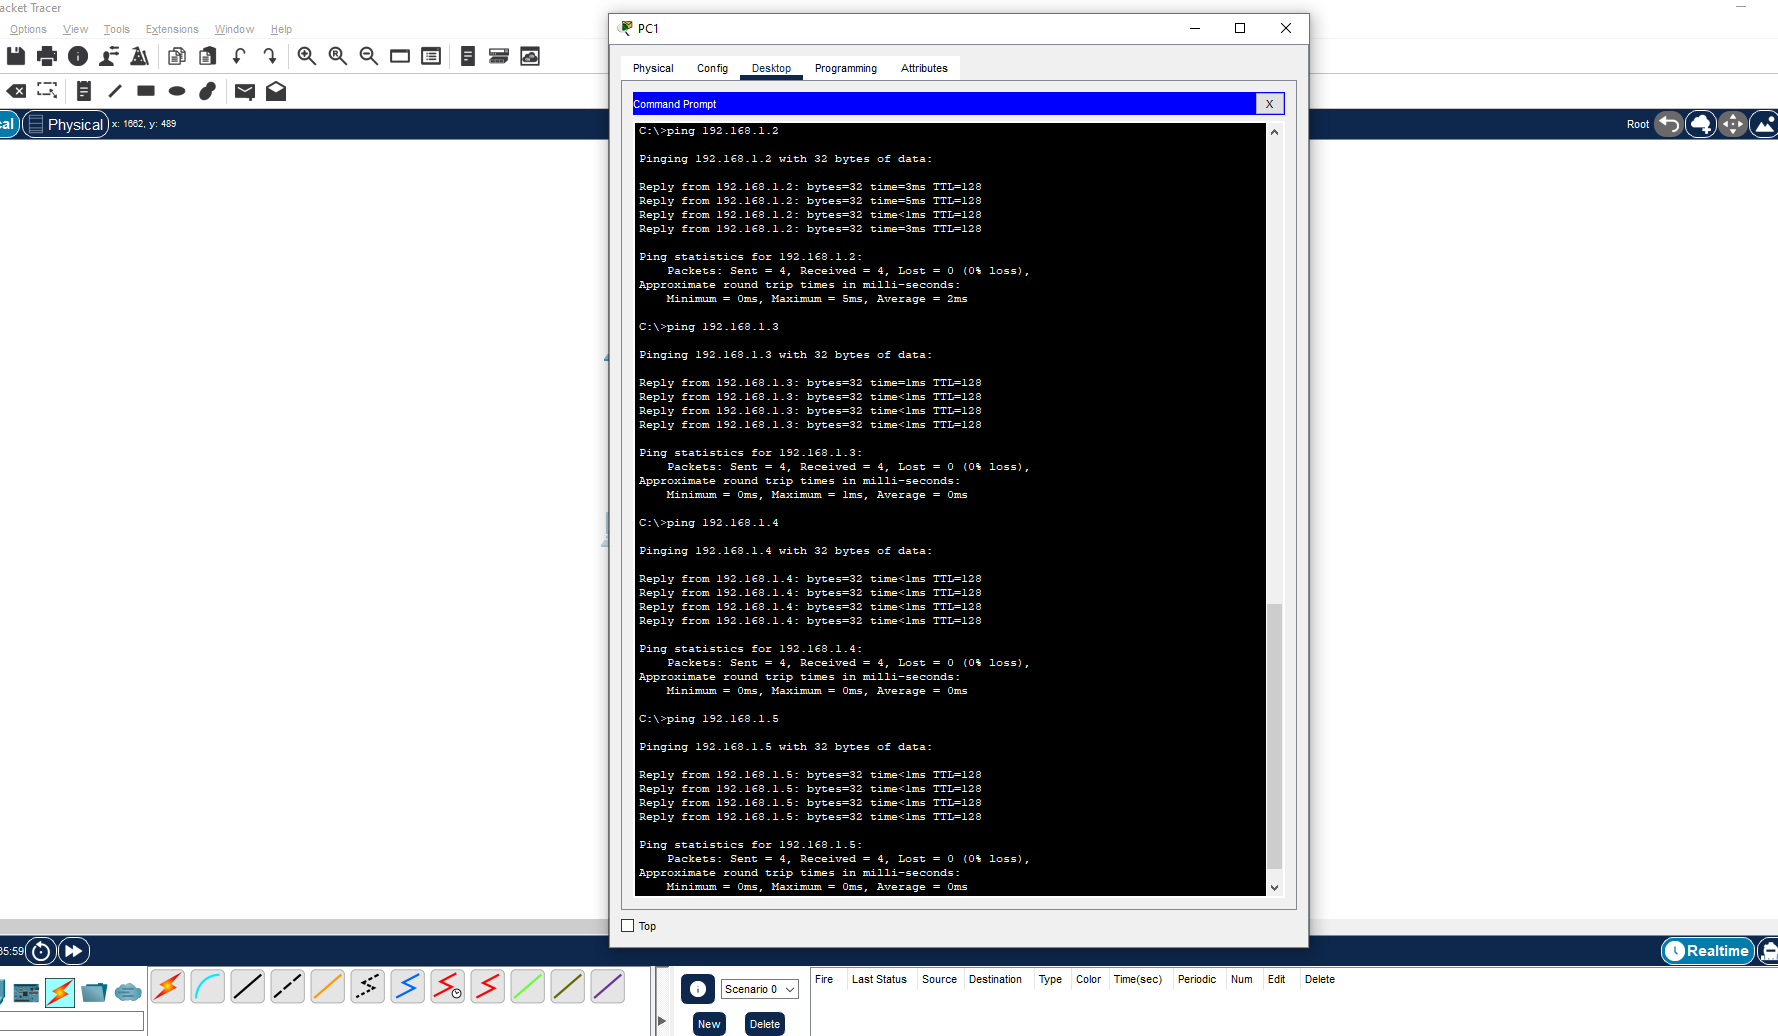 acket Tracer
Options View Tools Extensions Window Help
al Physical x: 1662, y: 489
Root
PC1
Physical Config Desktop Programming Attributes
Command Prompt X
C:\>ping 192.168.1.2
Pinging 192.168.1.2 with 32 bytes of data:
Reply from 192.168.1.2: bytes=32 time=3ms TTL=128
Reply from 192.168.1.2: bytes=32 time=5ms TTL=128
Reply from 192.168.1.2: bytes=32 time<1ms TTL=128
Reply from 192.168.1.2: bytes=32 time=3ms TTL=128
Ping statistics for 192.168.1.2:
Packets: Sent = 4, Received = 4, Lost = 0 (0% loss),
Approximate round trip times in milli-seconds:
Minimum = 0ms, Maximum = 5ms, Average = 2ms
C:\>ping 192.168.1.3
Pinging 192.168.1.3 with 32 bytes of data:
Reply from 192.168.1.3: bytes=32 time=1ms TTL=128
Reply from 192.168.1.3: bytes=32 time<1ms TTL=128
Reply from 192.168.1.3: bytes=32 time<1ms TTL=128
Reply from 192.168.1.3: bytes=32 time<1ms TTL=128
Ping statistics for 192.168.1.3:
Packets: Sent = 4, Received = 4, Lost = 0 (0% loss),
Approximate round trip times in milli-seconds:
Minimum = 0ms, Maximum = 1ms, Average = 0ms
C:\>ping 192.168.1.4
Pinging 192.168.1.4 with 32 bytes of data:
Reply from 192.168.1.4: bytes=32 time<1ms TTL=128
Reply from 192.168.1.4: bytes=32 time<1ms TTL=128
Reply from 192.168.1.4: bytes=32 time<1ms TTL=128
Reply from 192.168.1.4: bytes=32 time<1ms TTL=128
Ping statistics for 192.168.1.4:
Packets: Sent = 4, Received = 4, Lost = 0 (0% loss),
Approximate round trip times in milli-seconds:
Minimum = 0ms, Maximum = 0ms, Average = 0ms
C:\>ping 192.168.1.5
Pinging 192.168.1.5 with 32 bytes of data:
Reply from 192.168.1.5: bytes=32 time<1ms TTL=128
Reply from 192.168.1.5: bytes=32 time<1ms TTL=128
Reply from 192.168.1.5: bytes=32 time<1ms TTL=128
Reply from 192.168.1.5: bytes=32 time<1ms TTL=128
Ping statistics for 192.168.1.5:
Packets: Sent = 4, Received = 4, Lost = 0 (0% loss),
Approximate round trip times in milli-seconds:
Minimum = 0ms, Maximum = 0ms, Average = 0ms
Top
35:59
Realtime
Scenario 0
New Delete
Fire Last Status Source Destination Type Color Time(sec) Periodic Num Edit Delete